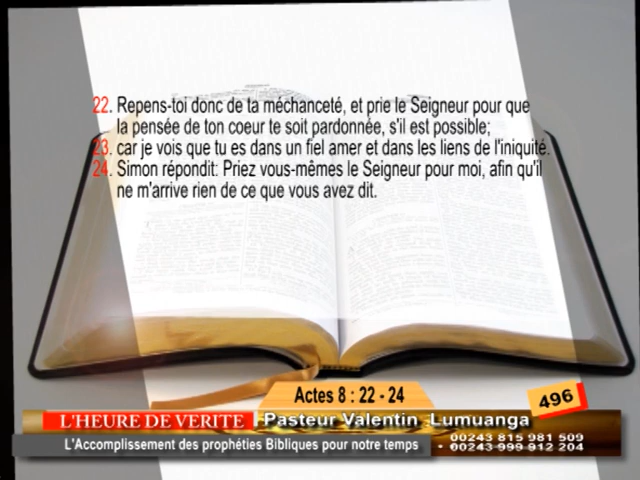 22. Repens-toi donc de ta méchanceté, et prie le Seigneur pour que
la pensée de ton coeur te soit pardonnée, s'il est possible;
23. car je vois que tu es dans un fiel amer et dans les liens de l'iniquité.
24. Simon répondit: Priez vous-mêmes le Seigneur pour moi, afin qu'il
ne m'arrive rien de ce que vous avez dit.
Actes 8 : 22 - 24
496
L'HEURE DE VERITE Pasteur Valentin Lumuanga
L'Accomplissement des prophéties Bibliques pour notre temps
00243 815 981 509
- 00243 999 912 204